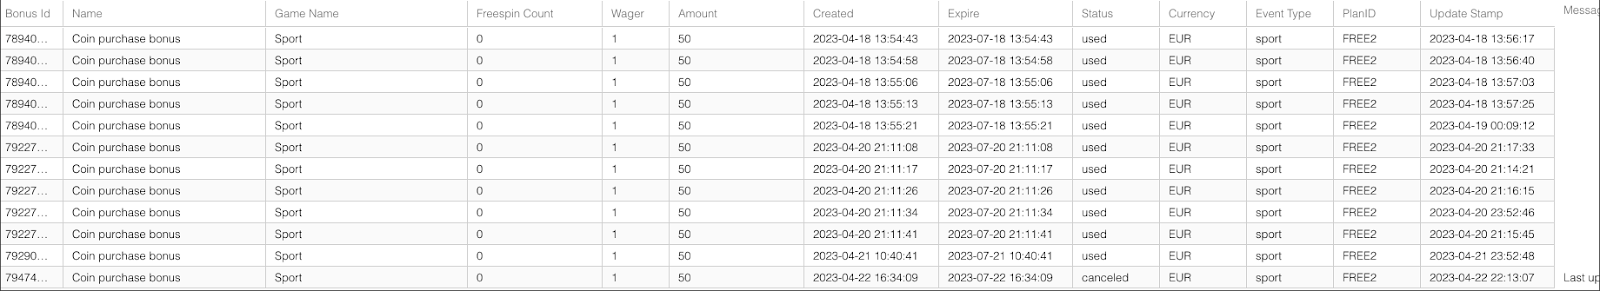 Bonus Id Name Game Name Freespin Count Wager Amount Created Expire Status Currency Event Type PlanID Update Stamp Messag
78940... Coin purchase bonus Sport 0 1 50 2023-04-18 13:54:43 2023-07-18 13:54:43 used EUR sport FREE2 2023-04-18 13:56:17
78940... Coin purchase bonus Sport 0 1 50 2023-04-18 13:54:58 2023-07-18 13:54:58 used EUR sport FREE2 2023-04-18 13:56:40
78940... Coin purchase bonus Sport 0 1 50 2023-04-18 13:55:06 2023-07-18 13:55:06 used EUR sport FREE2 2023-04-18 13:57:03
78940... Coin purchase bonus Sport 0 1 50 2023-04-18 13:55:13 2023-07-18 13:55:13 used EUR sport FREE2 2023-04-18 13:57:25
78940... Coin purchase bonus Sport 0 1 50 2023-04-18 13:55:21 2023-07-18 13:55:21 used EUR sport FREE2 2023-04-19 00:09:12
79227... Coin purchase bonus Sport 0 1 50 2023-04-20 21:11:08 2023-07-20 21:11:08 used EUR sport FREE2 2023-04-20 21:17:33
79227... Coin purchase bonus Sport 0 1 50 2023-04-20 21:11:17 2023-07-20 21:11:17 used EUR sport FREE2 2023-04-20 21:14:21
79227... Coin purchase bonus Sport 0 1 50 2023-04-20 21:11:26 2023-07-20 21:11:26 used EUR sport FREE2 2023-04-20 21:16:15
79227... Coin purchase bonus Sport 0 1 50 2023-04-20 21:11:34 2023-07-20 21:11:34 used EUR sport FREE2 2023-04-20 23:52:46
79227... Coin purchase bonus Sport 0 1 50 2023-04-20 21:11:41 2023-07-20 21:11:41 used EUR sport FREE2 2023-04-20 21:15:45
79290... Coin purchase bonus Sport 0 1 50 2023-04-21 10:40:41 2023-07-21 10:40:41 used EUR sport FREE2 2023-04-21 23:52:48
79474... Coin purchase bonus Sport 0 1 50 2023-04-22 16:34:09 2023-07-22 16:34:09 canceled EUR sport FREE2 2023-04-22 22:13:07 Last up